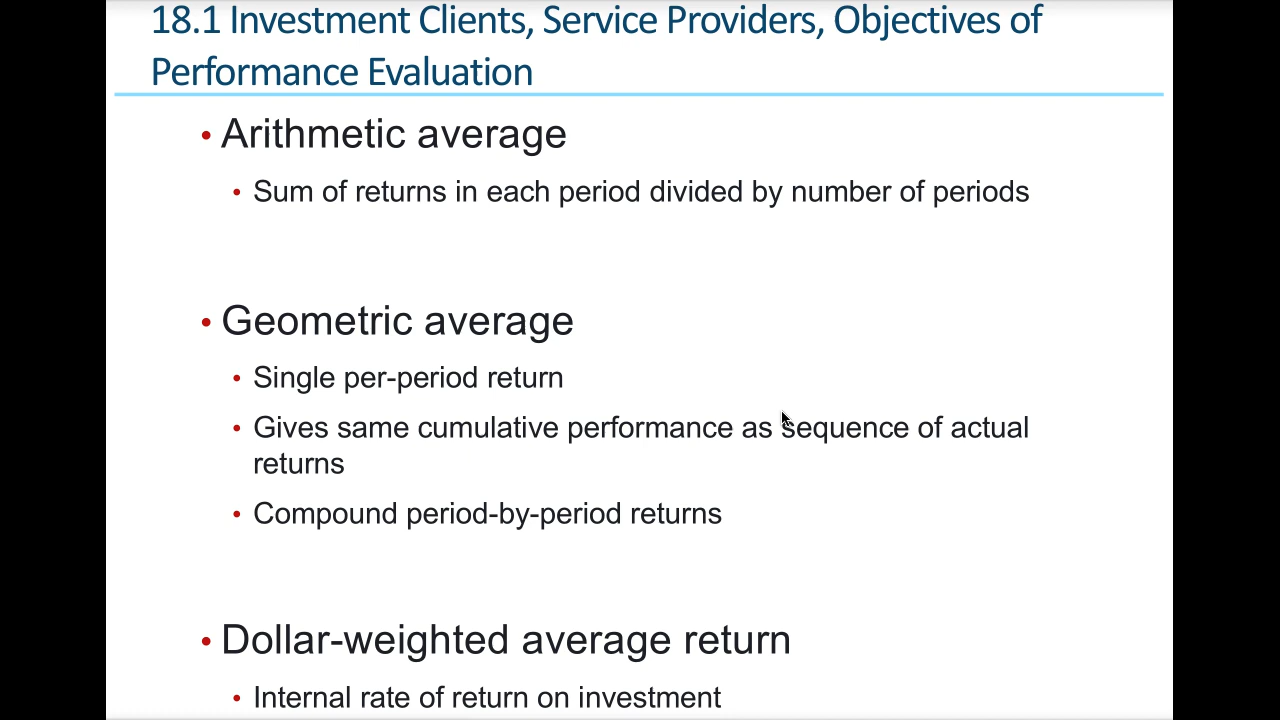 18.1 Investment Clients, Service Providers, Objectives of
Performance Evaluation
• Arithmetic average
• Sum of returns in each period divided by number of periods
• Geometric average
• Single per-period return
• Gives same cumulative performance as sequence of actual
returns
• Compound period-by-period returns
• Dollar-weighted average return
• Internal rate of return on investment